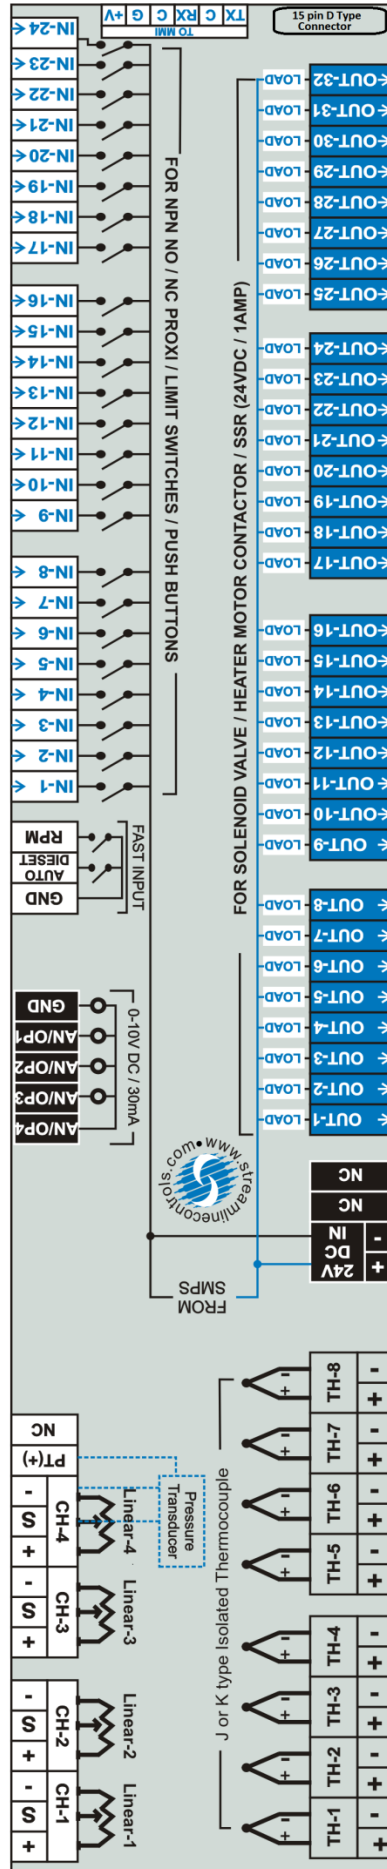 15 pin D Type
Connector
TX
C
RX
C
G
V+
TO MMI
IN-24
IN-23
IN-22
IN-21
IN-20
IN-19
IN-18
IN-17
IN-16
IN-15
IN-14
IN-13
IN-12
IN-11
IN-10
IN-9
IN-8
IN-7
IN-6
IN-5
IN-4
IN-3
IN-2
IN-1
FOR NPN NO / NC PROXI / LIMIT SWITCHES / PUSH BUTTONS
RPM
AUTO
DIESET
GND
FAST INPUT
GND
AN/OP1
AN/OP2
AN/OP3
AN/OP4
0-10V DC / 30mA
OUT-32
LOAD
OUT-31
LOAD
OUT-30
LOAD
OUT-29
LOAD
OUT-28
LOAD
OUT-27
LOAD
OUT-26
LOAD
OUT-25
LOAD
OUT-24
LOAD
OUT-23
LOAD
OUT-22
LOAD
OUT-21
LOAD
OUT-20
LOAD
OUT-19
LOAD
OUT-18
LOAD
OUT-17
LOAD
OUT-16
LOAD
OUT-15
LOAD
OUT-14
LOAD
OUT-13
LOAD
OUT-12
LOAD
OUT-11
LOAD
OUT-10
LOAD
OUT-9
LOAD
OUT-8
LOAD
OUT-7
LOAD
OUT-6
LOAD
OUT-5
LOAD
OUT-4
LOAD
OUT-3
LOAD
OUT-2
LOAD
OUT-1
LOAD
FOR SOLENOID VALVE / HEATER MOTOR CONTACTOR / SSR (24VDC / 1AMP)
www.streamlinecontrols.com
NC
NC
24V
DC
IN
-
+
FROM
SMPS
NC
PT(+)
-
S
+
CH-4
Linear-4
Pressure
Transducer
-
S
+
CH-3
Linear-3
-
S
+
CH-2
Linear-2
-
S
+
CH-1
Linear-1
J or K type Isolated Thermocouple
TH-8
-
+
-
+
TH-7
-
+
-
+
TH-6
-
+
-
+
TH-5
-
+
-
+
TH-4
-
+
-
+
TH-3
-
+
-
+
TH-2
-
+
-
+
TH-1
-
+
-
+